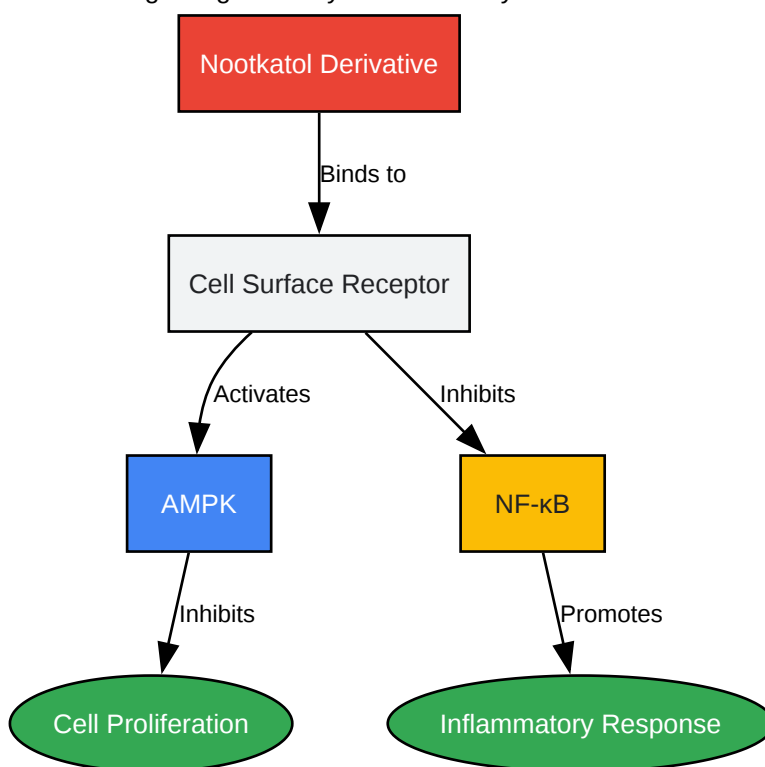 Nootkatol Derivative
Binds to
Cell Surface Receptor
Activates
Inhibits
AMPK
NF-κB
Inhibits
Promotes
Cell Proliferation
Inflammatory Response